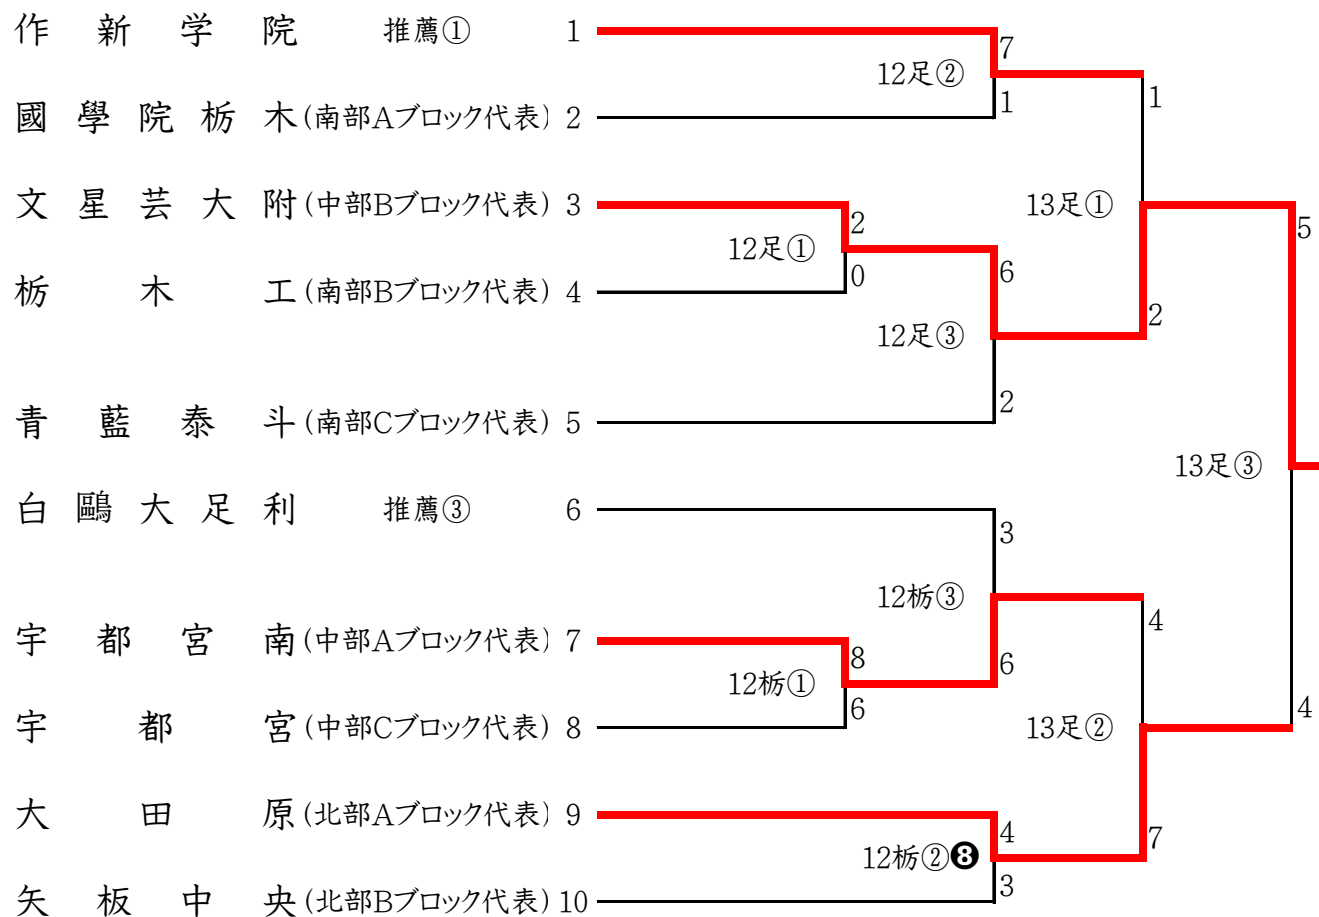 作新学院 推薦① 1
7
12足②
1
國學院栃木(南部Aブロック代表) 2
1
文星芸大附(中部Bブロック代表) 3
13足①
2
5
12足①
6
0
栃木工(南部Bブロック代表) 4
2
12足③
2
青藍泰斗(南部Cブロック代表) 5
13足③
白鷗大足利 推薦③ 6
3
12栃③
4
宇都宮南(中部Aブロック代表) 7
8
6
12栃①
6
4
宇都宮(中部Cブロック代表) 8
13足②
大田原(北部Aブロック代表) 9
4
7
12栃②❽
3
矢板中央(北部Bブロック代表) 10